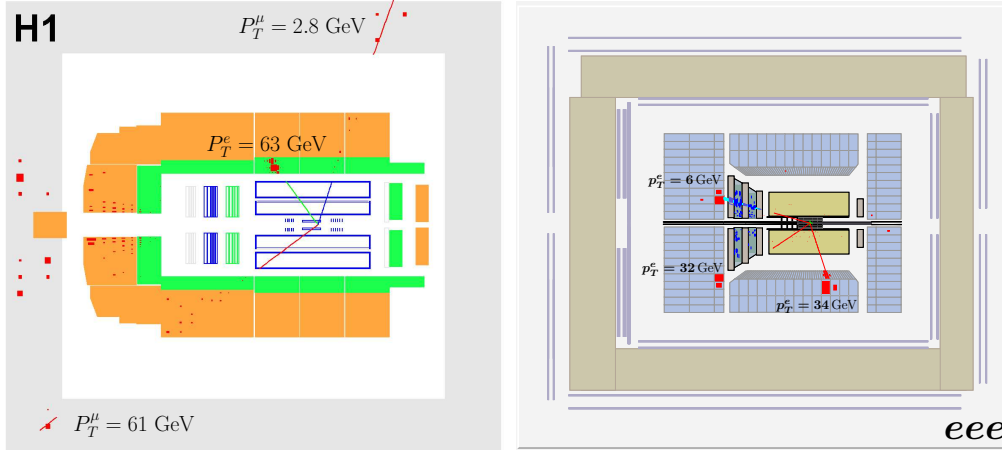 H1
P_T^μ = 2.8 GeV
P_T^e = 63 GeV
P_T^μ = 61 GeV
p_T^e = 6 GeV
p_T^e = 32 GeV
p_T^e = 34 GeV
eee